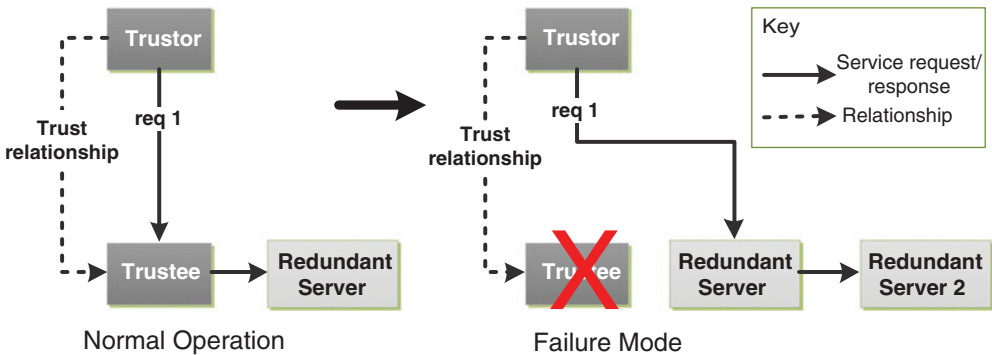 Trustor
req 1
Trust
relationship
Trustee
Redundant
Server
Normal Operation
Trustor
req 1
Trust
relationship
Trustee
Redundant
Server
Redundant
Server 2
Failure Mode
Key
Service request/
response
Relationship